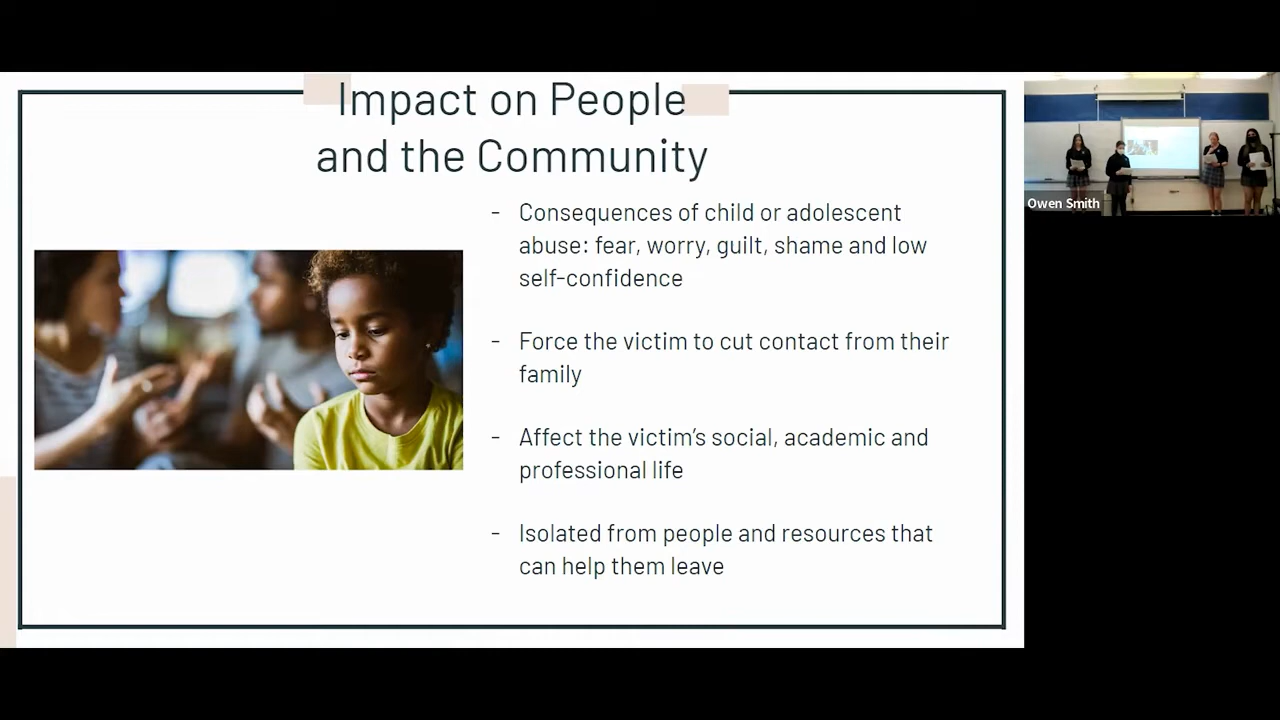 Impact on People
and the Community
- Consequences of child or adolescent
abuse: fear, worry, guilt, shame and low
self-confidence
- Force the victim to cut contact from their
family
- Affect the victim's social, academic and
professional life
- Isolated from people and resources that
can help them leave
Owen Smith